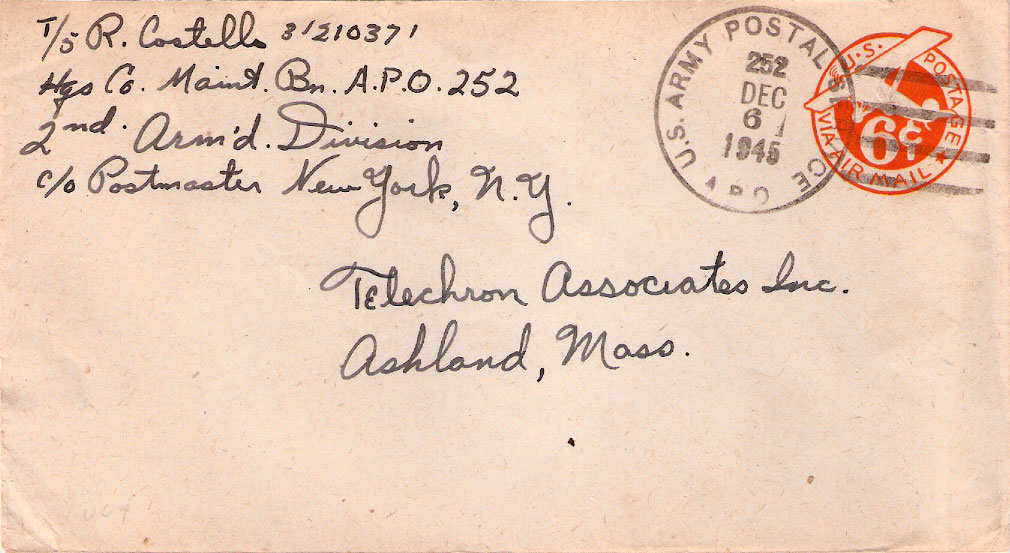 T/5 R. Costello 31210371
Hqs Co. Maint. Bn. A.P.O. 252
2nd. Arm'd. Division
c/o Postmaster New York, N.Y.
U.S. ARMY POSTAL SERVICE
252
DEC
6
1945
A.P.O.
U.S. POSTAGE
6¢
VIA AIR MAIL
Telechron Associates Inc.
Ashland, Mass.